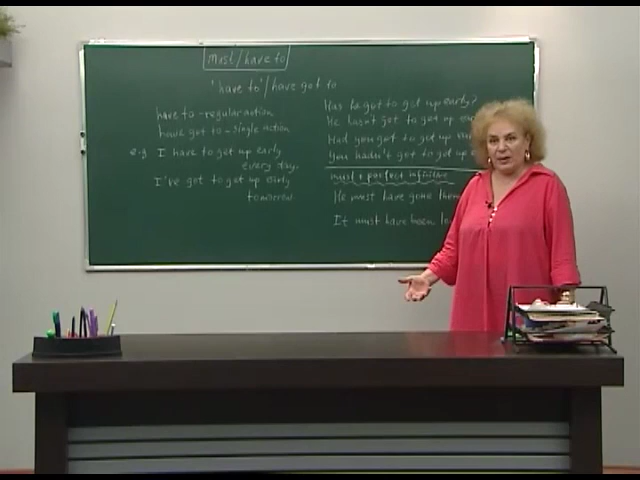 Must/have to
'have to'/have got to
have to - regular action
have got to - single action
e.g I have to get up early
every day.
I've got to get up early
tomorrow
Has he got to get up early?
He hasn't got to get up
Had you got to get up
You hadn't got to get up
must + perfect infinitive
He must have gone
It must have been